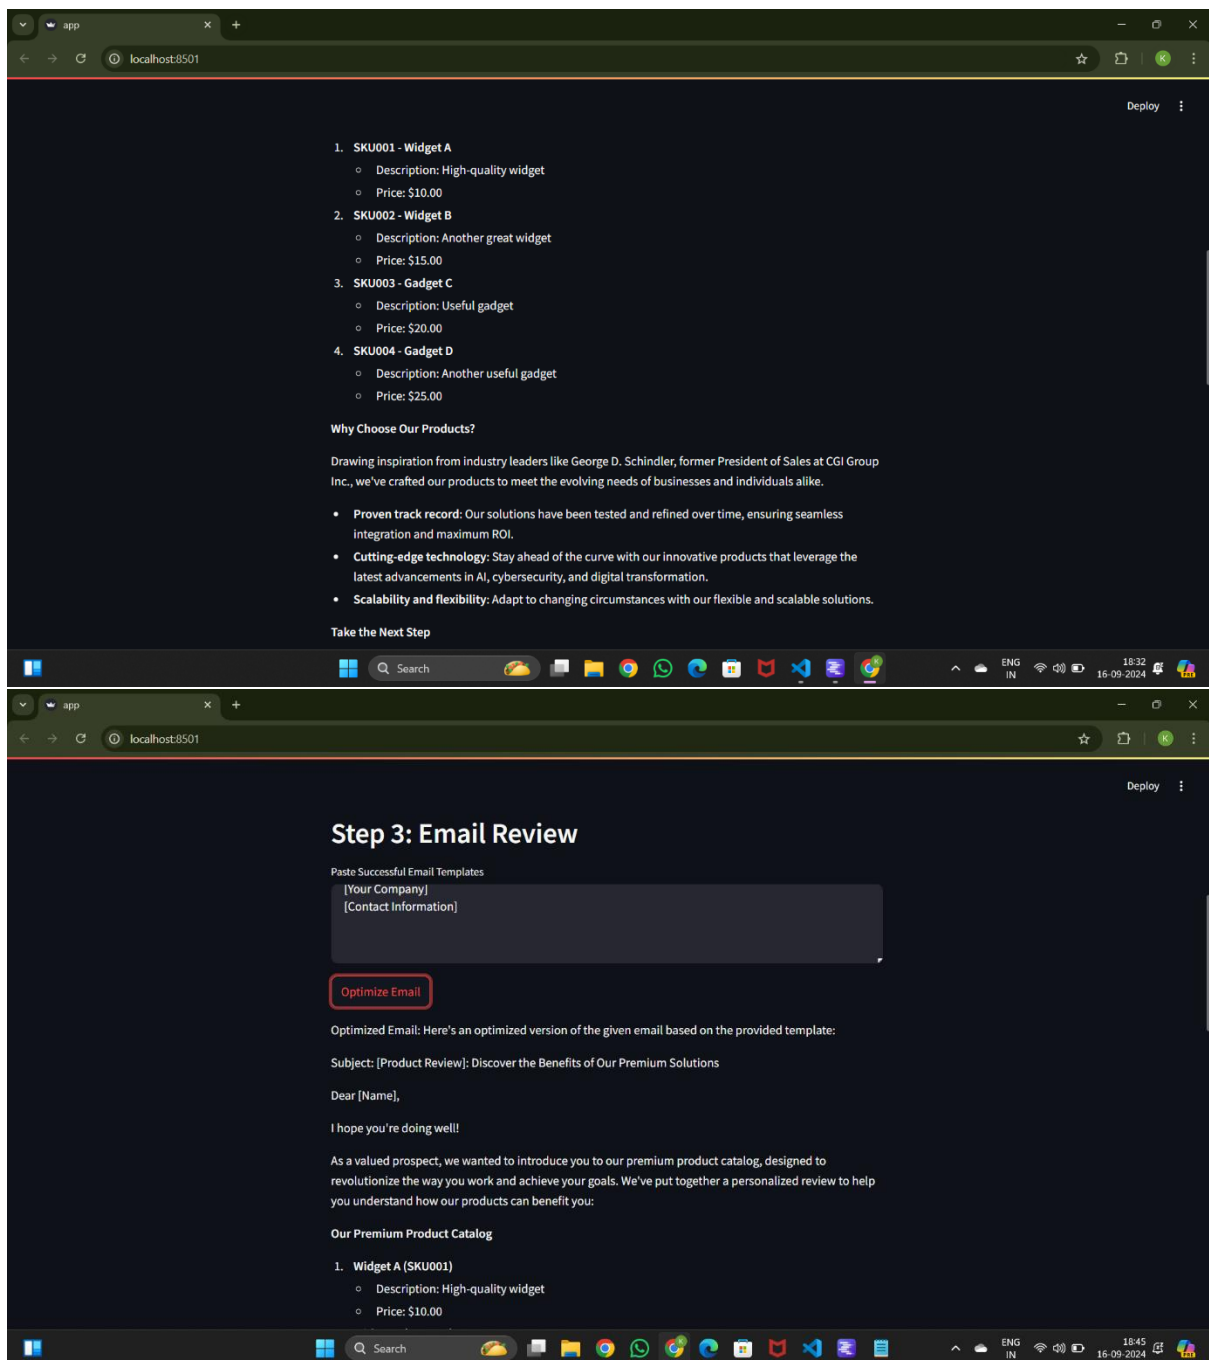 app
localhost:8501
K
Deploy
1. SKU001 - Widget A
Description: High-quality widget
Price: $10.00
2. SKU002 - Widget B
Description: Another great widget
Price: $15.00
3. SKU003 - Gadget C
Description: Useful gadget
Price: $20.00
4. SKU004 - Gadget D
Description: Another useful gadget
Price: $25.00
Why Choose Our Products?
Drawing inspiration from industry leaders like George D. Schindler, former President of Sales at CGI Group
Inc., we've crafted our products to meet the evolving needs of businesses and individuals alike.
• Proven track record: Our solutions have been tested and refined over time, ensuring seamless
integration and maximum ROI.
• Cutting-edge technology: Stay ahead of the curve with our innovative products that leverage the
latest advancements in AI, cybersecurity, and digital transformation.
• Scalability and flexibility: Adapt to changing circumstances with our flexible and scalable solutions.
Take the Next Step
Search
ENG
IN
18:32
16-09-2024
app
localhost:8501
K
Deploy
Step 3: Email Review
Paste Successful Email Templates
[Your Company]
[Contact Information]
Optimize Email
Optimized Email: Here's an optimized version of the given email based on the provided template:
Subject: [Product Review]: Discover the Benefits of Our Premium Solutions
Dear [Name],
I hope you're doing well!
As a valued prospect, we wanted to introduce you to our premium product catalog, designed to
revolutionize the way you work and achieve your goals. We've put together a personalized review to help
you understand how our products can benefit you:
Our Premium Product Catalog
1. Widget A (SKU001)
Description: High-quality widget
Price: $10.00
Search
ENG
IN
18:45
16-09-2024